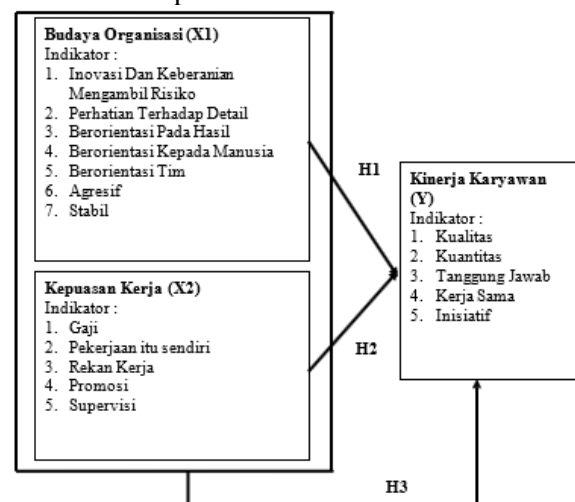 Budaya Organisasi (X1)
Indikator :
1. Inovasi Dan Keberanian
Mengambil Risiko
2. Perhatian Terhadap Detail
3. Berorientasi Pada Hasil
4. Berorientasi Kepada Manusia
5. Berorientasi Tim
6. Agresif
7. Stabil
H1
Kinerja Karyawan
(Y)
Indikator :
1. Kualitas
2. Kuantitas
3. Tanggung Jawab
4. Kerja Sama
5. Inisiatif
Kepuasan Kerja (X2)
Indikator :
1. Gaji
2. Pekerjaan itu sendiri
3. Rekan Kerja
4. Promosi
5. Supervisi
H2
H3